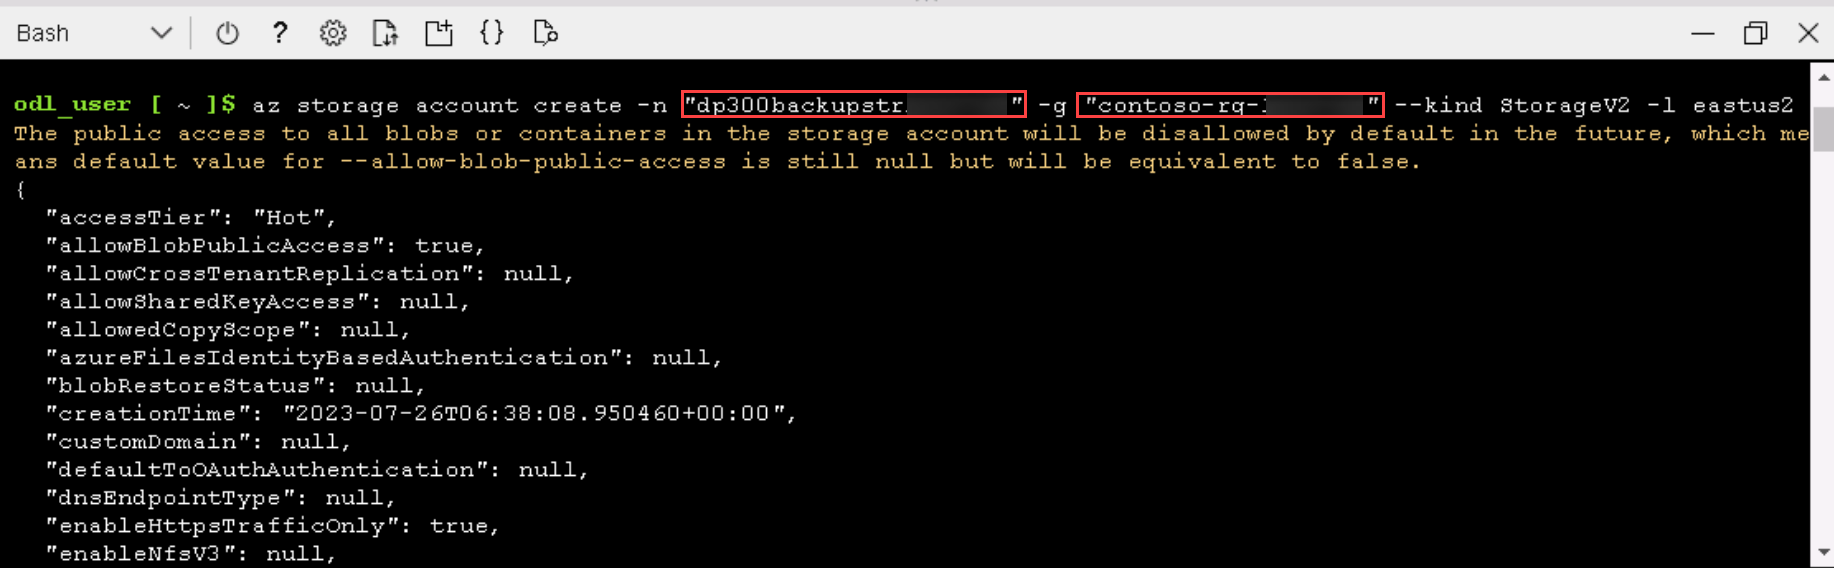 Bash
odl_user [ ~ ]$ az storage account create -n "dp300backupstr " -g "contoso-rg- " --kind StorageV2 -l eastus2
The public access to all blobs or containers in the storage account will be disallowed by default in the future, which me
ans default value for --allow-blob-public-access is still null but will be equivalent to false.
{
"accessTier": "Hot",
"allowBlobPublicAccess": true,
"allowCrossTenantReplication": null,
"allowSharedKeyAccess": null,
"allowedCopyScope": null,
"azureFilesIdentityBasedAuthentication": null,
"blobRestoreStatus": null,
"creationTime": "2023-07-26T06:38:08.950460+00:00",
"customDomain": null,
"defaultToOAuthAuthentication": null,
"dnsEndpointType": null,
"enableHttpsTrafficOnly": true,
"enableNfsV3": null,